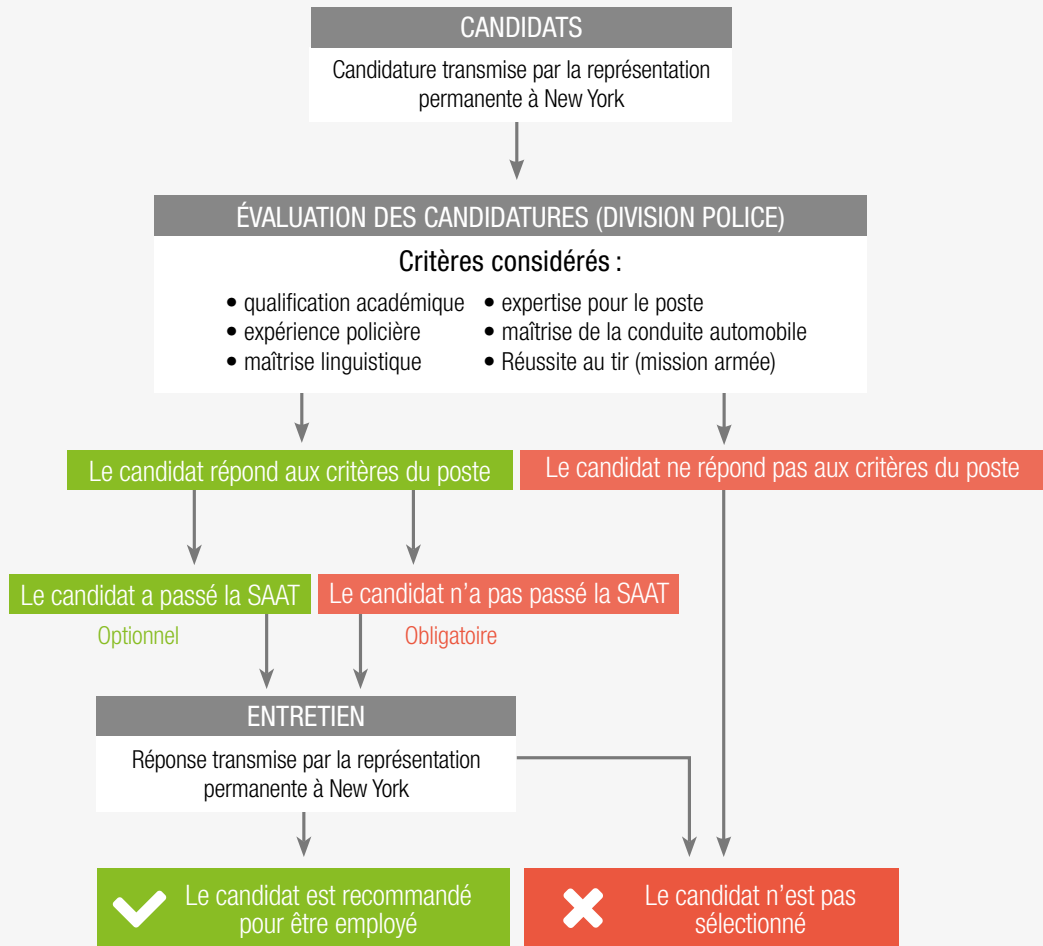 CANDIDATS
Candidature transmise par la représentation
permanente à New York
ÉVALUATION DES CANDIDATURES (DIVISION POLICE)
Critères considérés :
• qualification académique
• expérience policière
• maîtrise linguistique
• expertise pour le poste
• maîtrise de la conduite automobile
• Réussite au tir (mission armée)
Le candidat répond aux critères du poste
Le candidat ne répond pas aux critères du poste
Le candidat a passé la SAAT
Optionnel
Le candidat n’a pas passé la SAAT
Obligatoire
ENTRETIEN
Réponse transmise par la représentation
permanente à New York
Le candidat est recommandé
pour être employé
Le candidat n’est pas
sélectionné